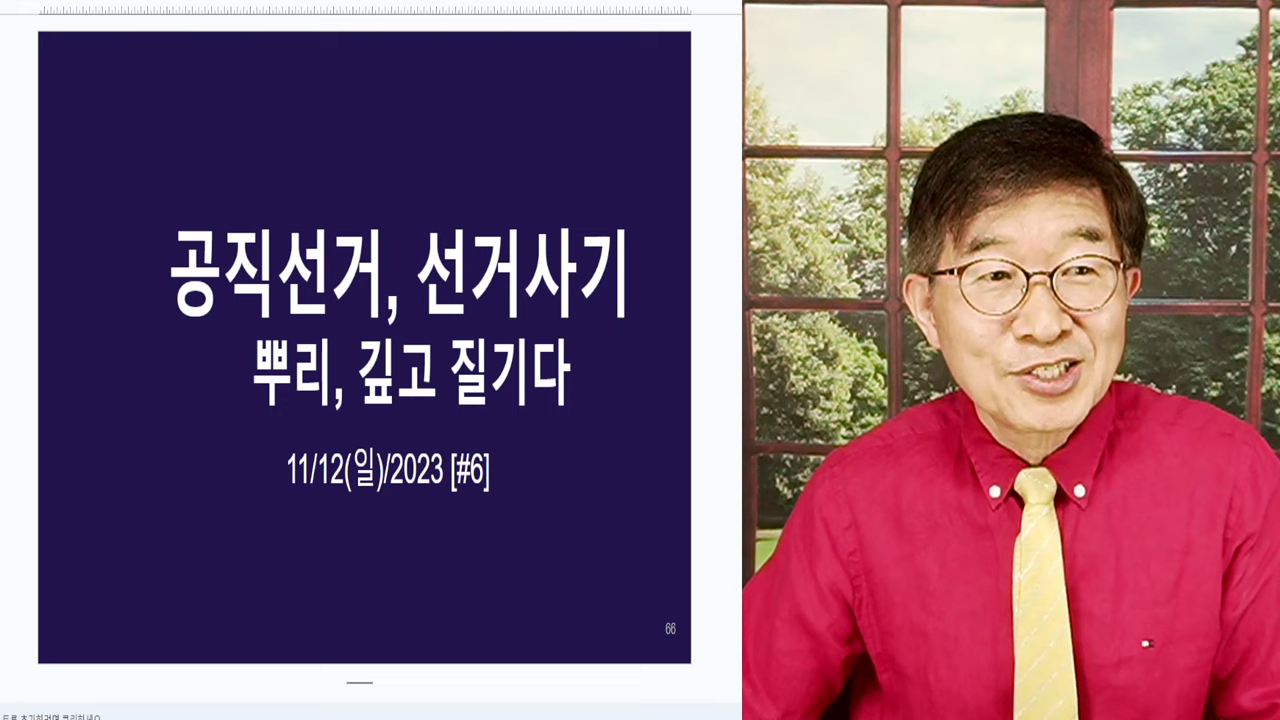 공직선거, 선거사기
뿌리, 깊고 질기다
11/12(일)/2023 [#6]
66